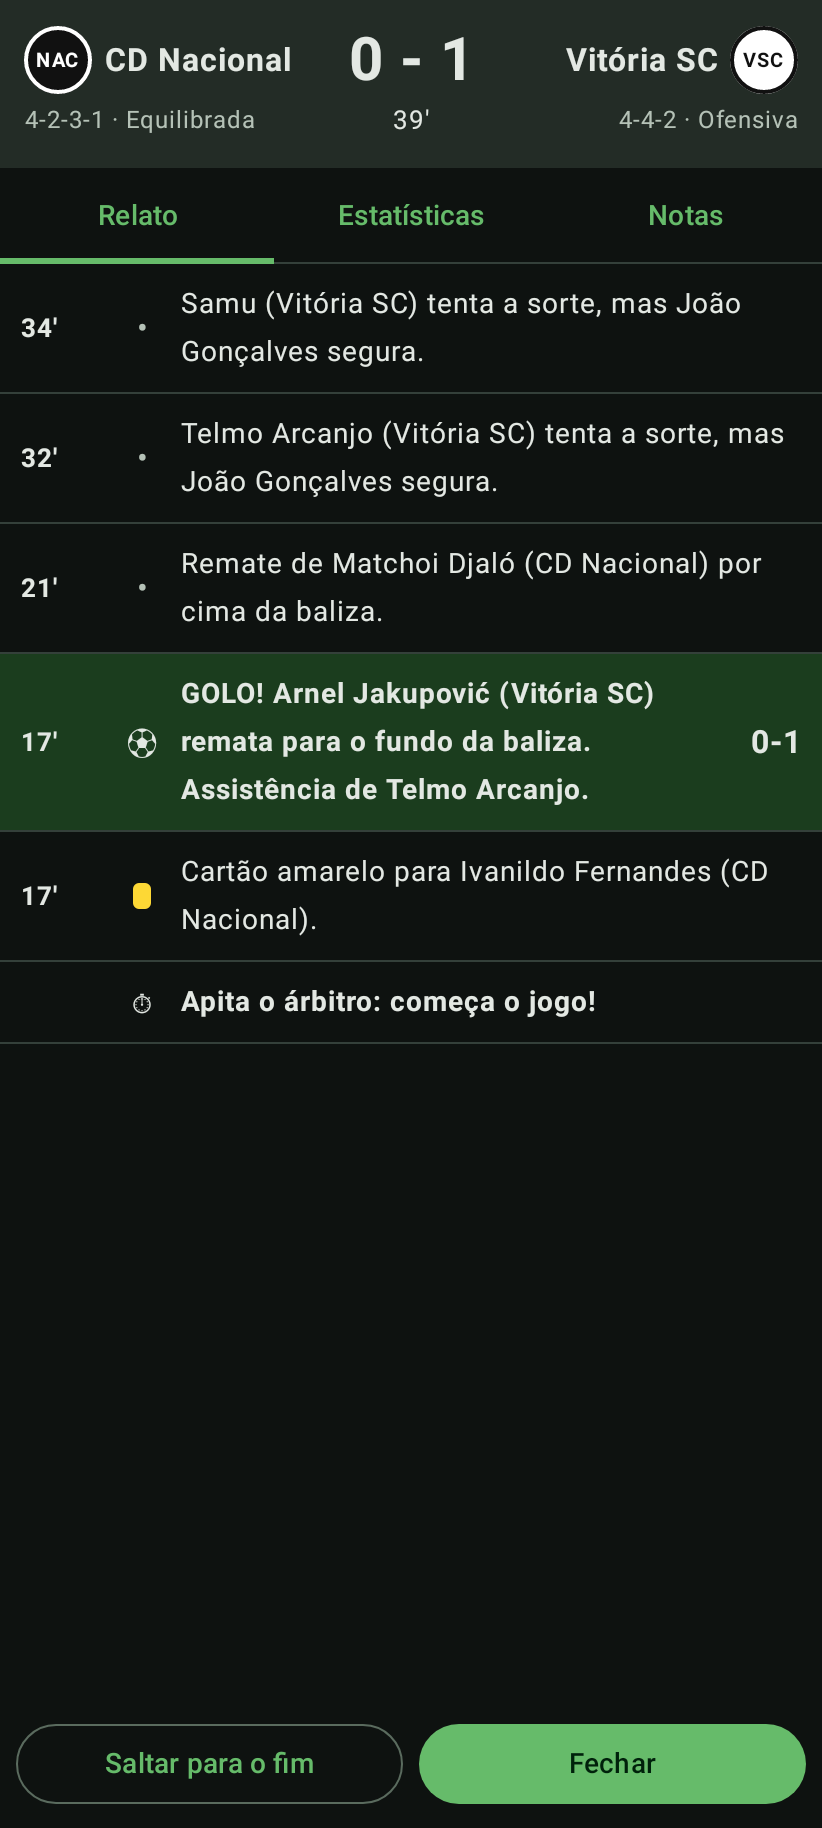 NAC CD Nacional 0 - 1 Vitória SC VSC
4-2-3-1 · Equilibrada 39' 4-4-2 · Ofensiva
Relato Estatísticas Notas
34' • Samu (Vitória SC) tenta a sorte, mas João
Gonçalves segura.
32' • Telmo Arcanjo (Vitória SC) tenta a sorte, mas
João Gonçalves segura.
21' • Remate de Matchoi Djaló (CD Nacional) por
cima da baliza.
GOLO! Arnel Jakupović (Vitória SC)
17' ⚽ remata para o fundo da baliza. 0-1
Assistência de Telmo Arcanjo.
17' Cartão amarelo para Ivanildo Fernandes (CD
Nacional).
⏱ Apita o árbitro: começa o jogo!
Saltar para o fim Fechar